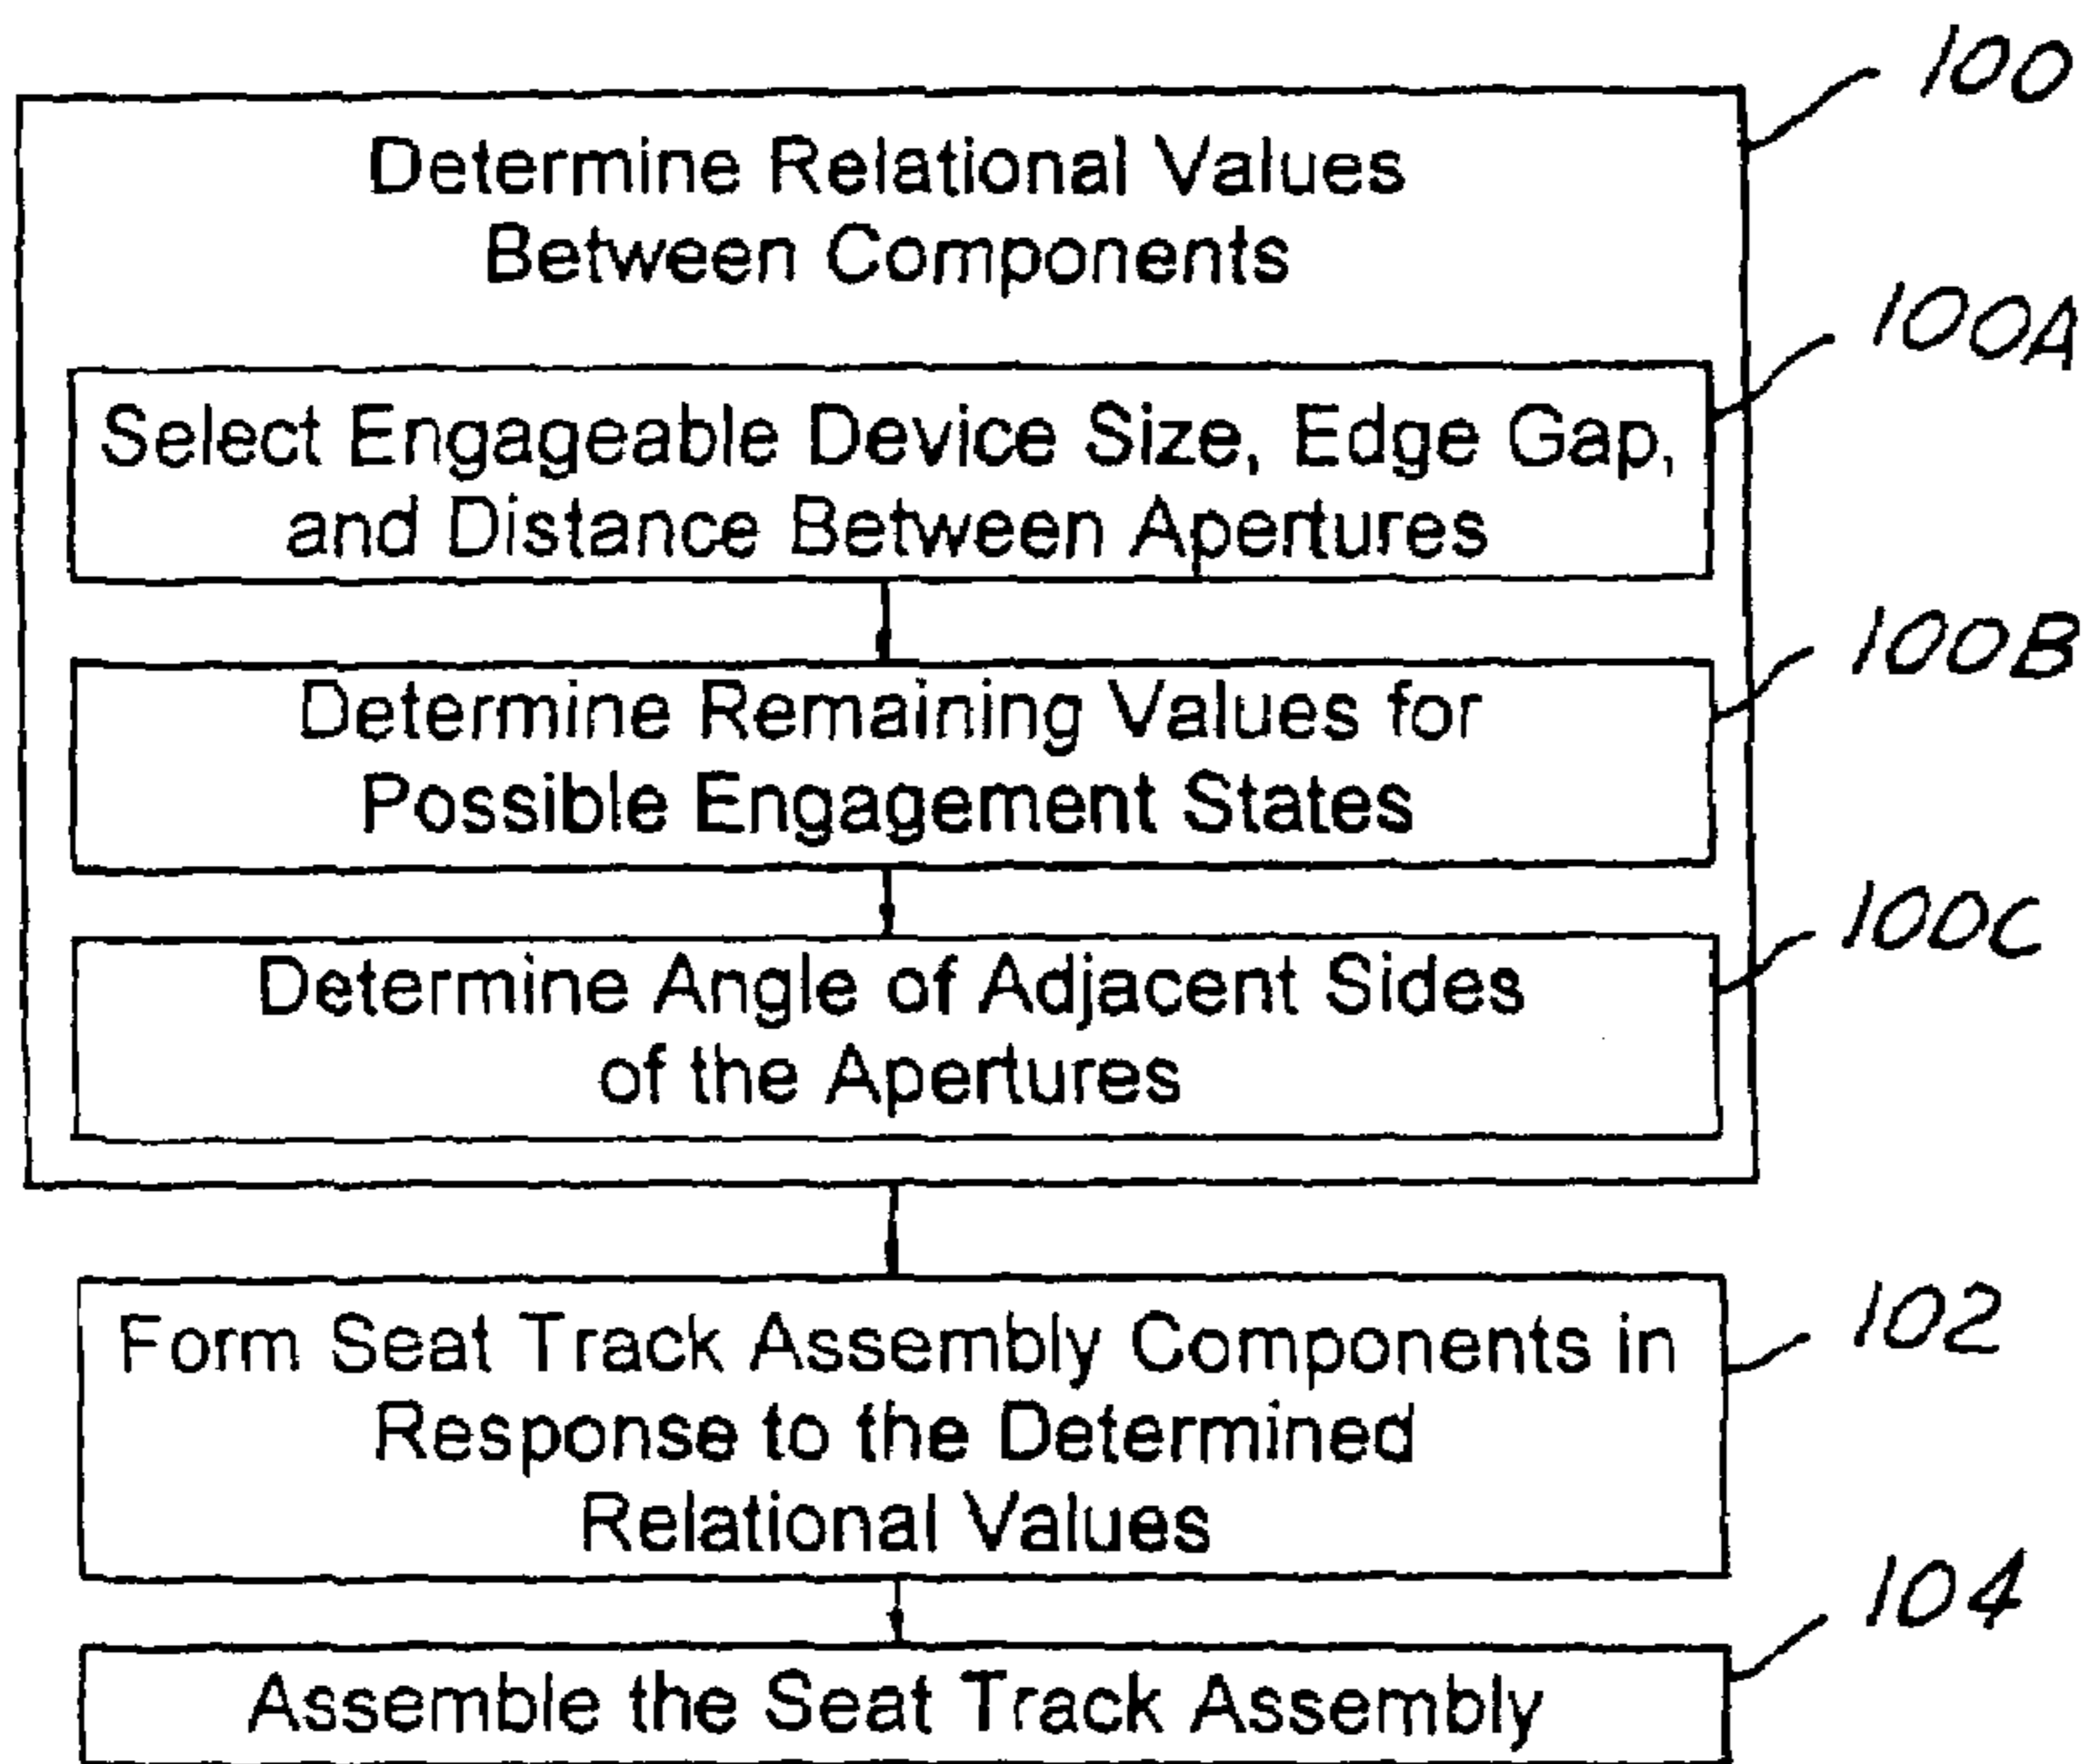 100
Determine Relational Values
Between Components
100A
Select Engageable Device Size, Edge Gap,
and Distance Between Apertures
100B
Determine Remaining Values for
Possible Engagement States
100C
Determine Angle of Adjacent Sides
of the Apertures
102
Form Seat Track Assembly Components in
Response to the Determined
Relational Values
104
Assemble the Seat Track Assembly